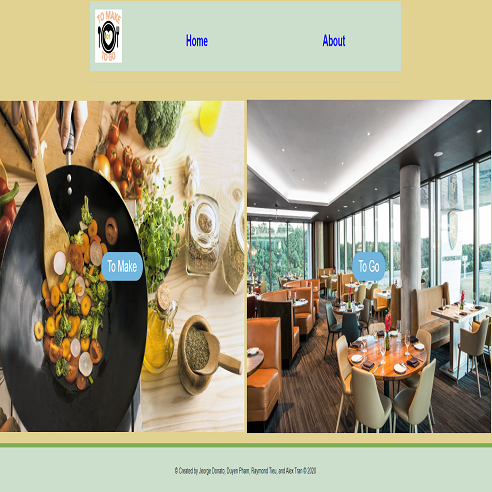 TO MAKE
TO GO
Home
About
To Make
To Go
© Created by Jeorge Donato, Duyen Pham, Raymond Tieu, and Alex Tran © 2020